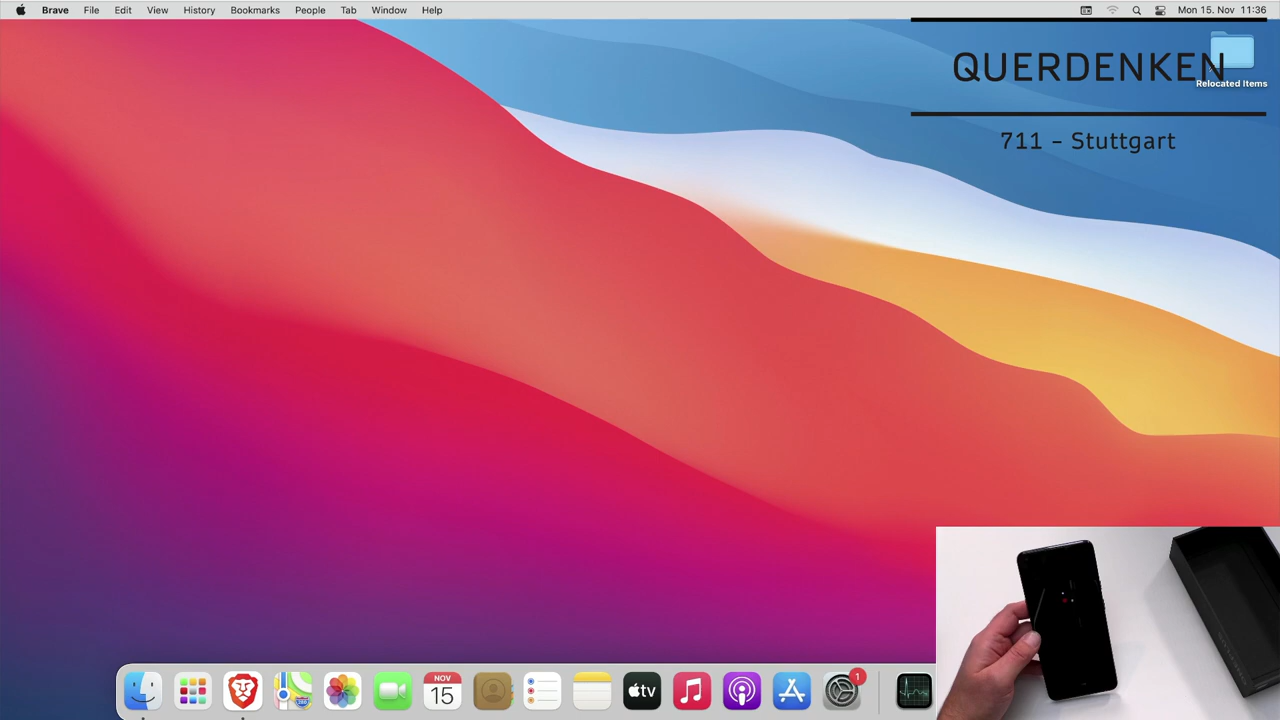 Brave File Edit View History Bookmarks People Tab Window Help Mon 15. Nov 11:36
QUERDENKEN
Relocated Items
711 - Stuttgart
NOV
15
tv
1